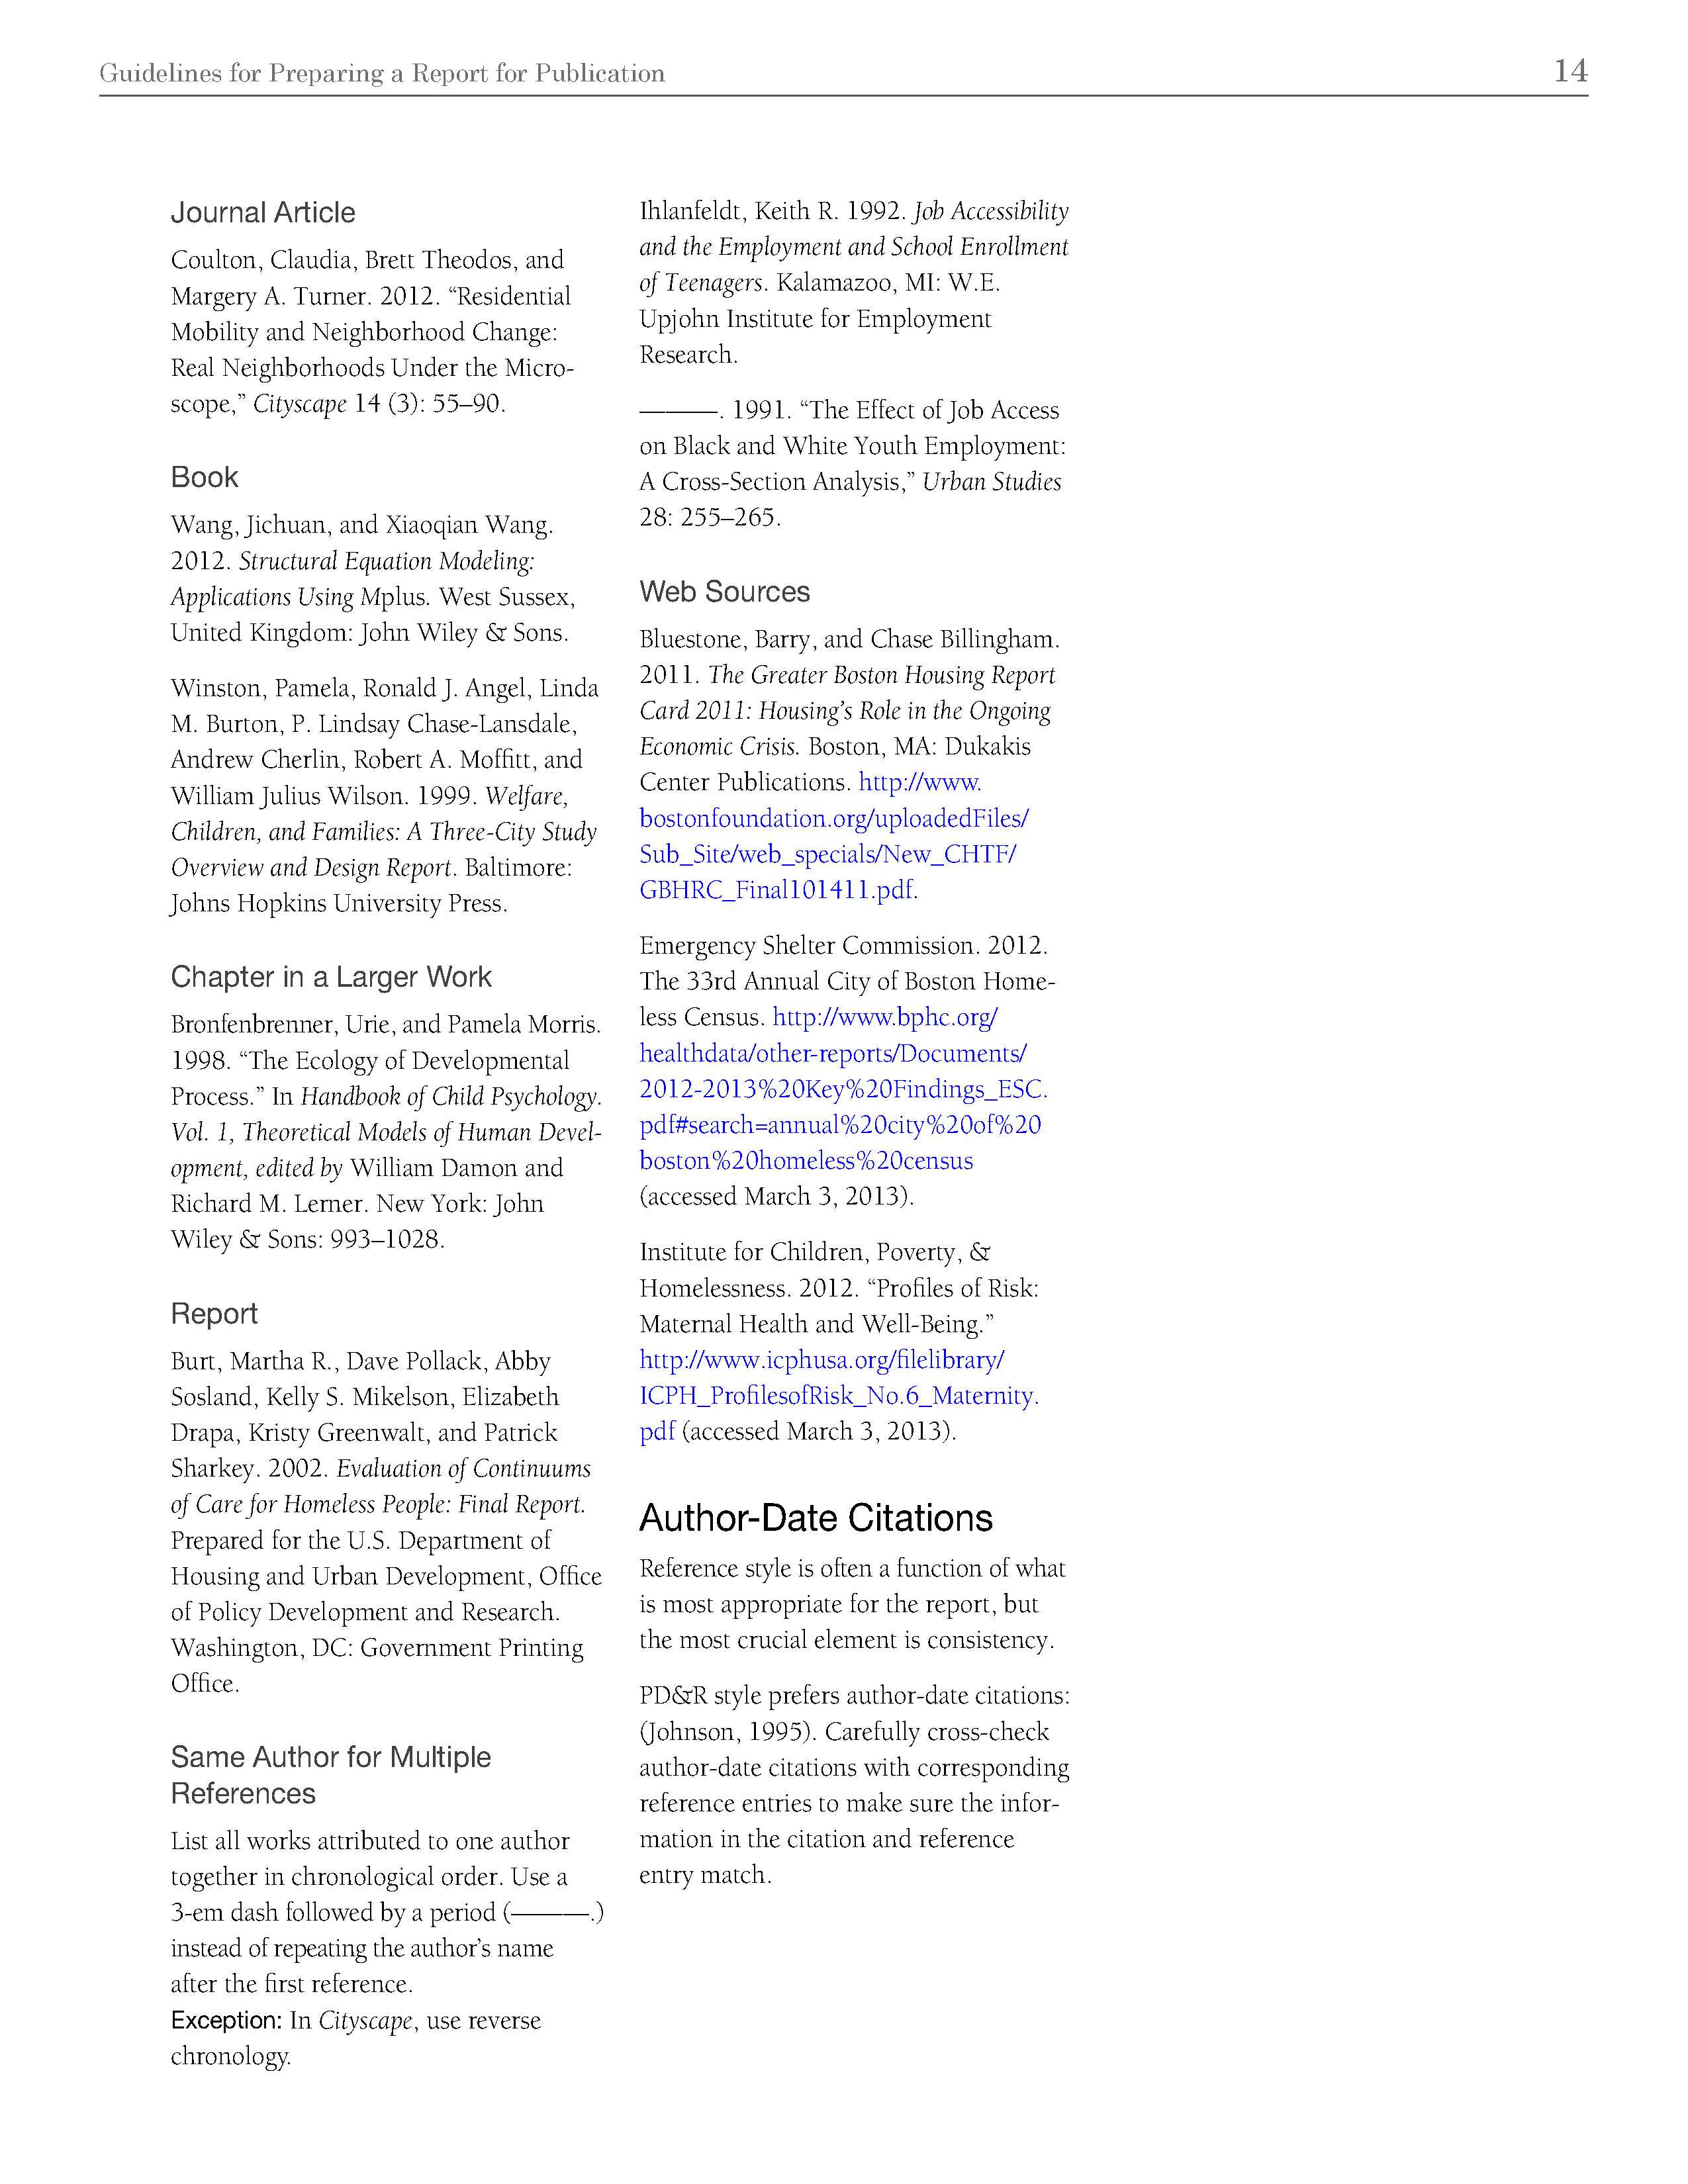 Guidelines for Preparing a Report for Publication 14
Journal Article
Coulton, Claudia, Brett Theodos, and
Margery A. Turner. 2012. “Residential
Mobility and Neighborhood Change:
Real Neighborhoods Under the Micro-
scope,” Cityscape 14 (3): 55–90.
Book
Wang, Jichuan, and Xiaoqian Wang.
2012. Structural Equation Modeling:
Applications Using Mplus. West Sussex,
United Kingdom: John Wiley & Sons.
Winston, Pamela, Ronald J. Angel, Linda
M. Burton, P. Lindsay Chase-Lansdale,
Andrew Cherlin, Robert A. Moffitt, and
William Julius Wilson. 1999. Welfare,
Children, and Families: A Three-City Study
Overview and Design Report. Baltimore:
Johns Hopkins University Press.
Chapter in a Larger Work
Bronfenbrenner, Urie, and Pamela Morris.
1998. “The Ecology of Developmental
Process.” In Handbook of Child Psychology.
Vol. 1, Theoretical Models of Human Devel-
opment, edited by William Damon and
Richard M. Lerner. New York: John
Wiley & Sons: 993–1028.
Report
Burt, Martha R., Dave Pollack, Abby
Sosland, Kelly S. Mikelson, Elizabeth
Drapa, Kristy Greenwalt, and Patrick
Sharkey. 2002. Evaluation of Continuums
of Care for Homeless People: Final Report.
Prepared for the U.S. Department of
Housing and Urban Development, Office
of Policy Development and Research.
Washington, DC: Government Printing
Office.
Same Author for Multiple
References
List all works attributed to one author
together in chronological order. Use a
3-em dash followed by a period (———.)
instead of repeating the author’s name
after the first reference.
Exception: In Cityscape, use reverse
chronology.
Ihlanfeldt, Keith R. 1992. Job Accessibility
and the Employment and School Enrollment
of Teenagers. Kalamazoo, MI: W.E.
Upjohn Institute for Employment
Research.
———. 1991. “The Effect of Job Access
on Black and White Youth Employment:
A Cross-Section Analysis,” Urban Studies
28: 255–265.
Web Sources
Bluestone, Barry, and Chase Billingham.
2011. The Greater Boston Housing Report
Card 2011: Housing’s Role in the Ongoing
Economic Crisis. Boston, MA: Dukakis
Center Publications. http://www.
bostonfoundation.org/uploadedFiles/
Sub_Site/web_specials/New_CHTF/
GBHRC_Final101411.pdf.
Emergency Shelter Commission. 2012.
The 33rd Annual City of Boston Home-
less Census. http://www.bphc.org/
healthdata/other-reports/Documents/
2012-2013%20Key%20Findings_ESC.
pdf#search=annual%20city%20of%20
boston%20homeless%20census
(accessed March 3, 2013).
Institute for Children, Poverty, &
Homelessness. 2012. “Profiles of Risk:
Maternal Health and Well-Being.”
http://www.icphusa.org/filelibrary/
ICPH_ProfilesofRisk_No.6_Maternity.
pdf (accessed March 3, 2013).
Author-Date Citations
Reference style is often a function of what
is most appropriate for the report, but
the most crucial element is consistency.
PD&R style prefers author-date citations:
(Johnson, 1995). Carefully cross-check
author-date citations with corresponding
reference entries to make sure the infor-
mation in the citation and reference
entry match.